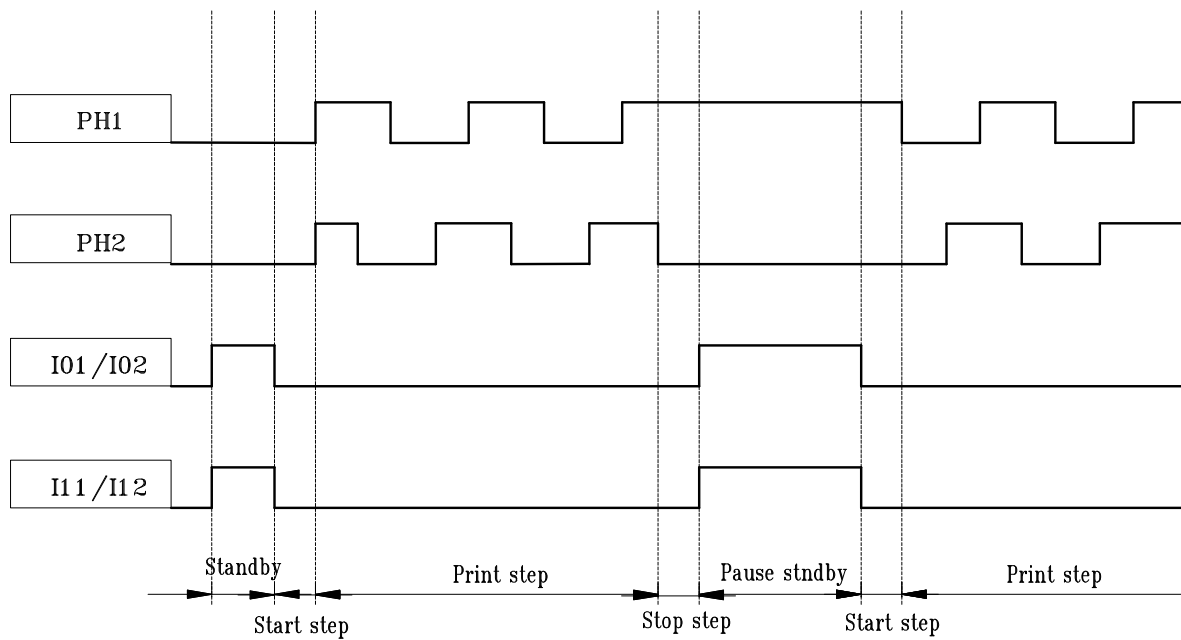 PH1
PH2
I01/I02
I11/I12
Standby
Print step
Pause stndby
Print step
Start step
Stop step
Start step